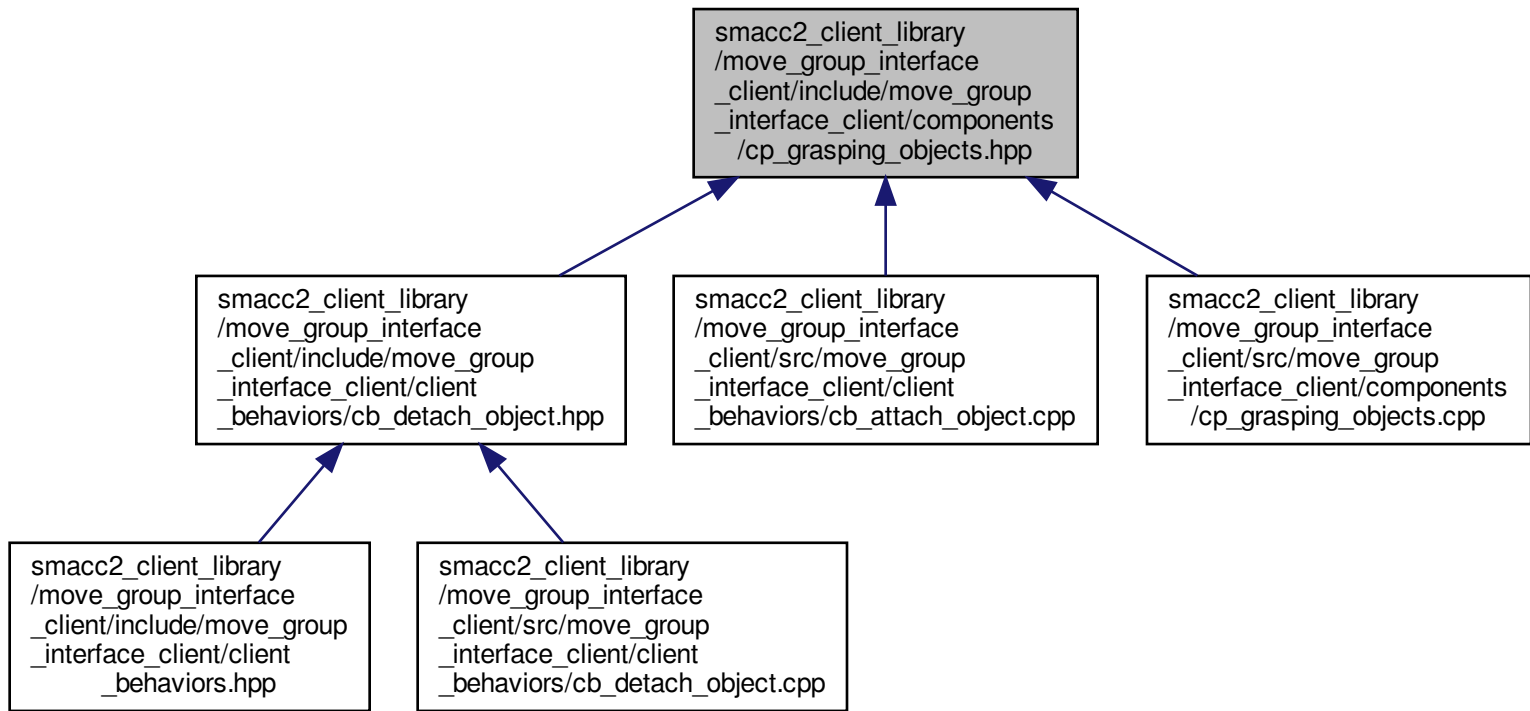 smacc2_client_library
/move_group_interface
_client/include/move_group
_interface_client/components
/cp_grasping_objects.hpp
smacc2_client_library
/move_group_interface
_client/include/move_group
_interface_client/client
_behaviors/cb_detach_object.hpp
smacc2_client_library
/move_group_interface
_client/src/move_group
_interface_client/client
_behaviors/cb_attach_object.cpp
smacc2_client_library
/move_group_interface
_client/src/move_group
_interface_client/components
/cp_grasping_objects.cpp
smacc2_client_library
/move_group_interface
_client/include/move_group
_interface_client/client
_behaviors.hpp
smacc2_client_library
/move_group_interface
_client/src/move_group
_interface_client/client
_behaviors/cb_detach_object.cpp